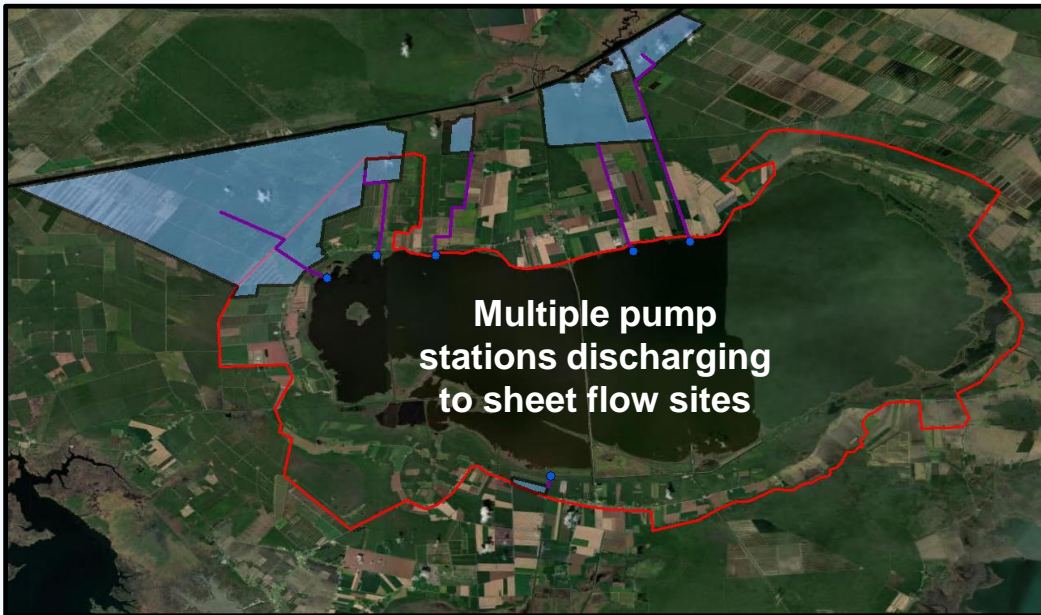 Multiple pump
stations discharging
to sheet flow sites